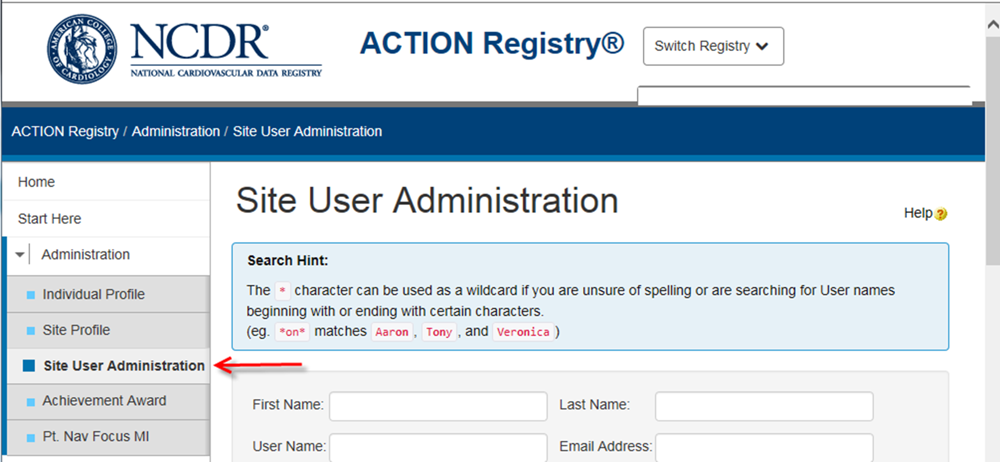 AMERICAN COLLEGE OF CARDIOLOGY
NCDR®
NATIONAL CARDIOVASCULAR DATA REGISTRY
ACTION Registry®
Switch Registry
ACTION Registry / Administration / Site User Administration
Home
Start Here
Administration
Individual Profile
Site Profile
Site User Administration
Achievement Award
Pt. Nav Focus MI
Site User Administration
Help?
Search Hint:
The * character can be used as a wildcard if you are unsure of spelling or are searching for User names
beginning with or ending with certain characters.
(eg. *on* matches Aaron, Tony, and Veronica)
First Name:
Last Name:
User Name:
Email Address: